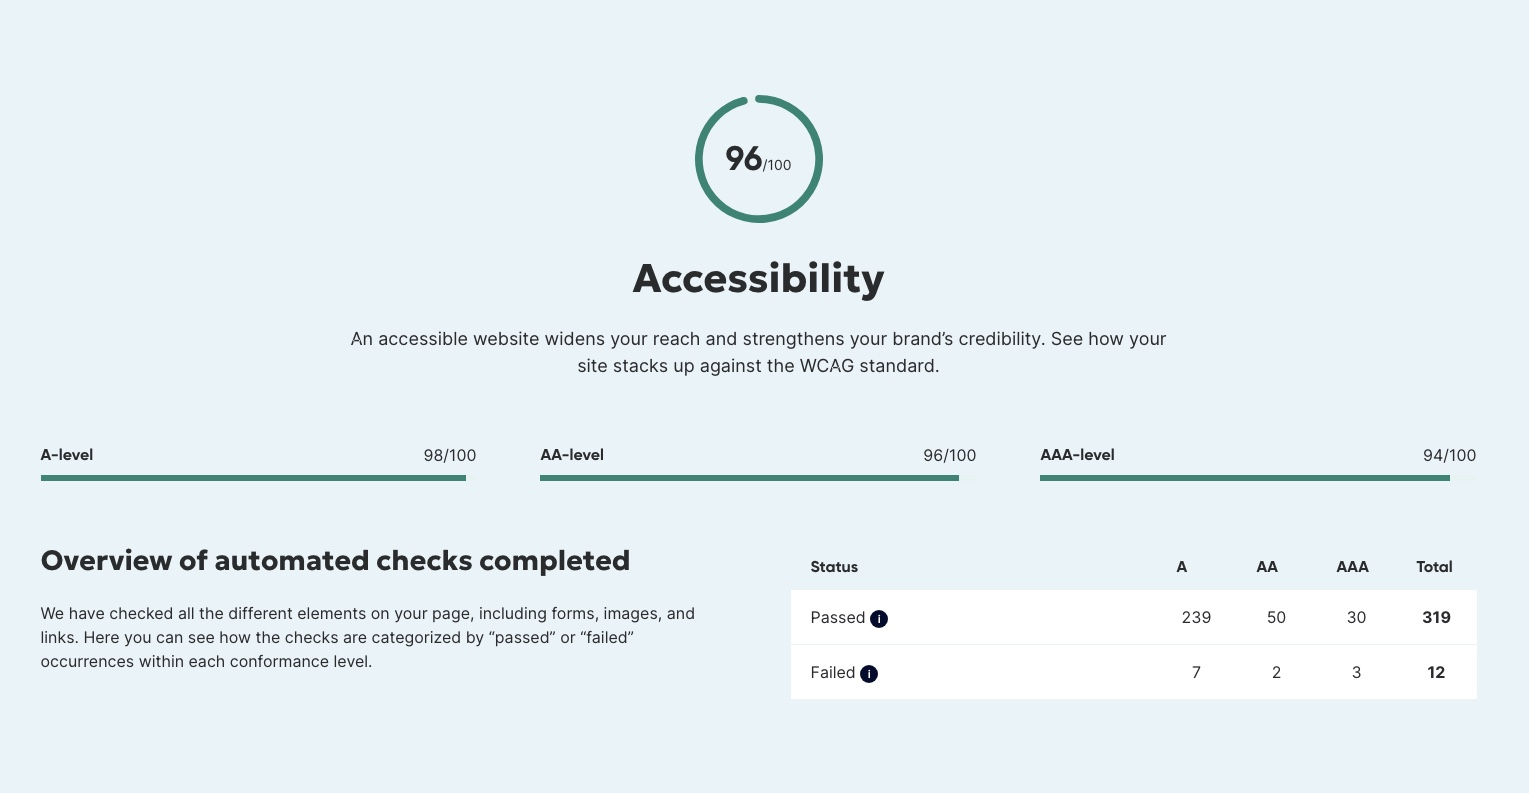 96/100
Accessibility
An accessible website widens your reach and strengthens your brand’s credibility. See how your
site stacks up against the WCAG standard.
A-level 98/100
AA-level 96/100
AAA-level 94/100
Overview of automated checks completed
We have checked all the different elements on your page, including forms, images, and
links. Here you can see how the checks are categorized by “passed” or “failed”
occurrences within each conformance level.
Status A AA AAA Total
Passed i 239 50 30 319
Failed i 7 2 3 12